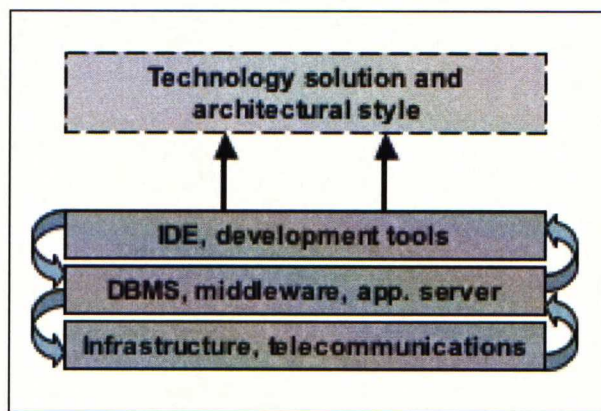 Technology solution and
architectural style
IDE, development tools
DBMS, middleware, app. server
Infrastructure, telecommunications